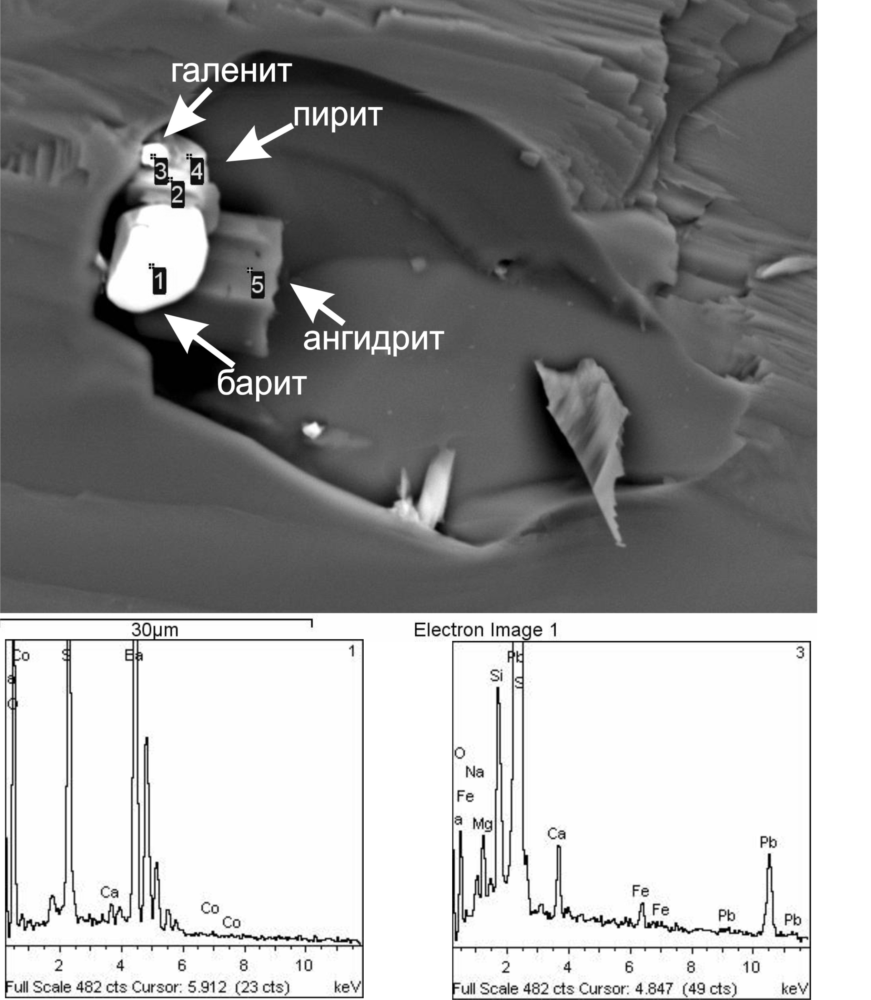 галенит
пирит
3
4
2
1
5
ангидрит
барит
30µm
Electron Image 1
Co
S
Ba
1
a
O
Ca
Co
Co
2 4 6 8 10
Full Scale 482 cts Cursor: 5.912 (23 cts) keV
Pb
3
Si
S
O
Na
Fe
a
Mg
Ca
Pb
Fe
Fe
Pb
Pb
2 4 6 8 10
Full Scale 482 cts Cursor: 4.847 (49 cts) keV